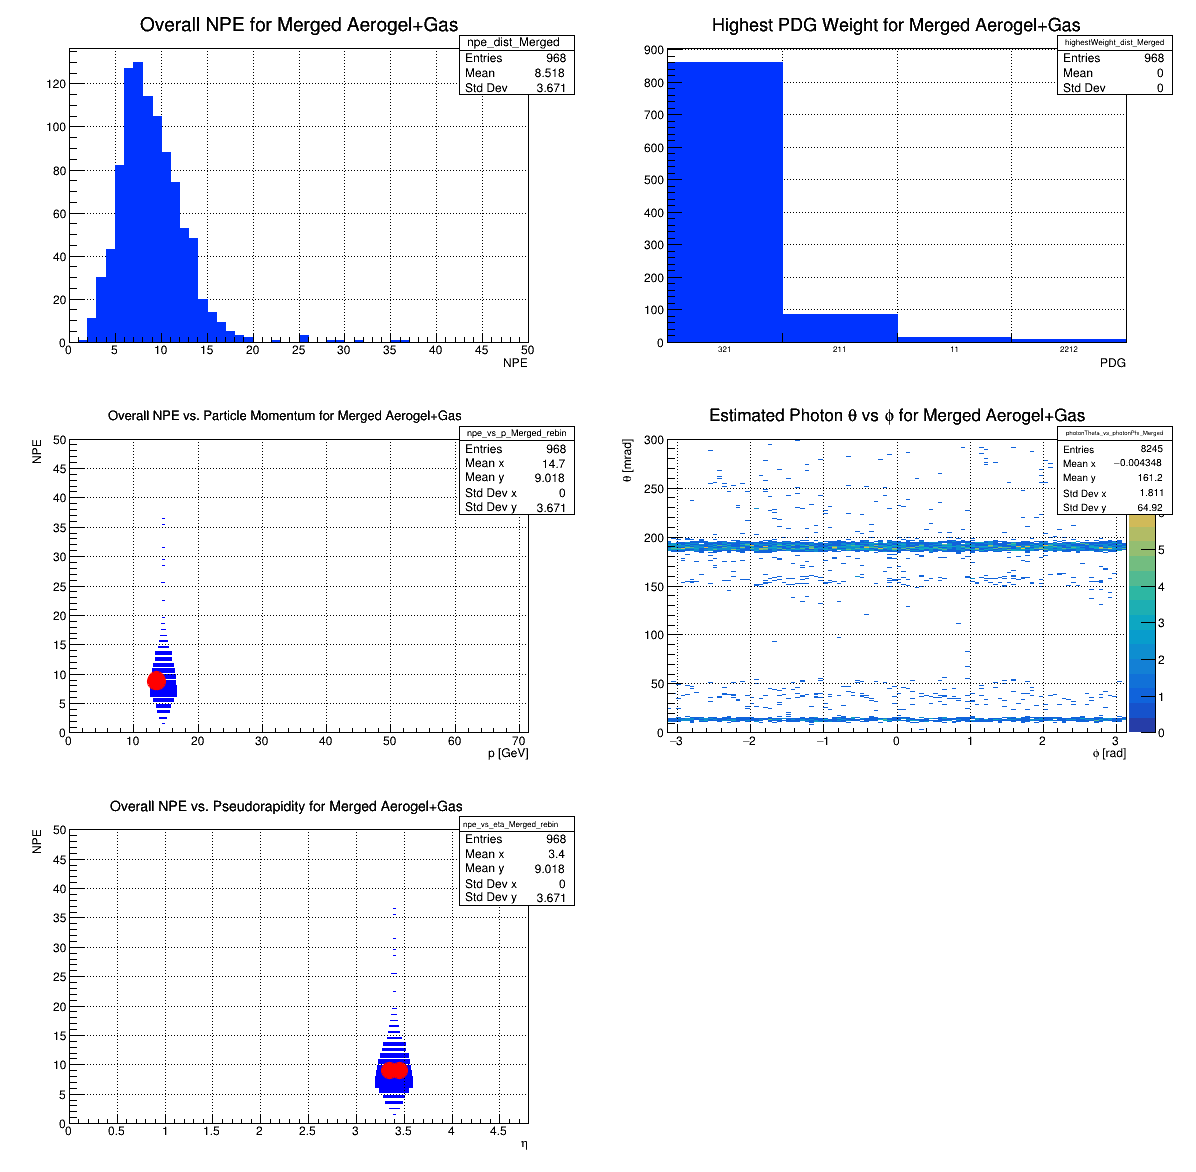 Overall NPE for Merged Aerogel+Gas
npe_dist_Merged
Entries 968
Mean 8.518
Std Dev 3.671
120
100
80
60
40
20
0
0 5 10 15 20 25 30 35 40 45 50
NPE
Highest PDG Weight for Merged Aerogel+Gas
highestWeight_dist_Merged
Entries 968
Mean 0
Std Dev 0
900
800
700
600
500
400
300
200
100
0
321 211 11 2212
PDG
Overall NPE vs. Particle Momentum for Merged Aerogel+Gas
npe_vs_p_Merged_rebin
Entries 968
Mean x 14.7
Mean y 9.018
Std Dev x 0
Std Dev y 3.671
NPE
50
45
40
35
30
25
20
15
10
5
0
0 10 20 30 40 50 60 70
p [GeV]
Estimated Photon θ vs ϕ for Merged Aerogel+Gas
photonTheta_vs_photonPhi_Merged
Entries 8245
Mean x −0.004348
Mean y 161.2
Std Dev x 1.811
Std Dev y 64.92
θ [mrad]
300
250
200
150
100
50
0
−3 −2 −1 0 1 2 3
ϕ [rad]
5
4
3
2
1
0
Overall NPE vs. Pseudorapidity for Merged Aerogel+Gas
npe_vs_eta_Merged_rebin
Entries 968
Mean x 3.4
Mean y 9.018
Std Dev x 0
Std Dev y 3.671
NPE
50
45
40
35
30
25
20
15
10
5
0
0 0.5 1 1.5 2 2.5 3 3.5 4 4.5
η